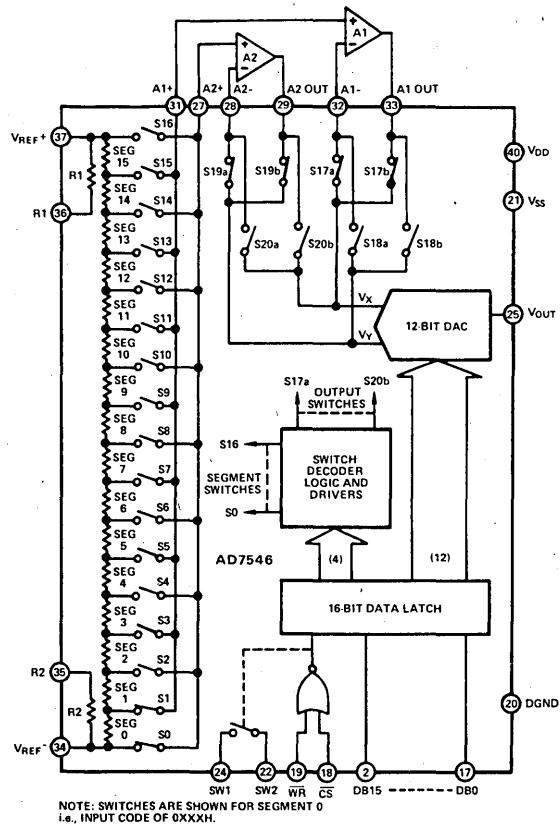 A1
A2
A1+ A2+ A2- A2 OUT A1- A1 OUT
31 27 28 29 32 33
VREF+ 37
S16
SEG 15
S15
R1
R1 36
SEG 14
S14
SEG 13
S13
SEG 12
S12
SEG 11
S11
SEG 10
S10
SEG 9
S9
SEG 8
S8
SEG 7
S7
SEG 6
S6
SEG 5
S5
SEG 4
S4
SEG 3
S3
SEG 2
S2
R2 35
SEG 1
S1
R2
SEG 0
S0
VREF- 34
S19a S19b S17a S17b
S20a S20b S18a S18b
40 VDD
21 VSS
VX
VY
12-BIT DAC
25 VOUT
S17a S20b
OUTPUT
SWITCHES
S16
SEGMENT
SWITCHES
S0
SWITCH
DECODER
LOGIC AND
DRIVERS
AD7546
(4) (12)
16-BIT DATA LATCH
20 DGND
24 22 19 18 2 17
SW1 SW2 WR CS DB15 DB0
NOTE: SWITCHES ARE SHOWN FOR SEGMENT 0
i.e., INPUT CODE OF 0XXXH.